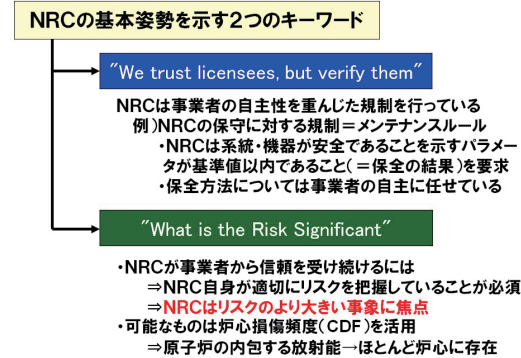 NRCの基本姿勢を示す2つのキーワード
"We trust licensees, but verify them"
NRCは事業者の自主性を重んじた規制を行っている
例)NRCの保守に対する規制＝メンテナンスルール
・NRCは系統・機器が安全であることを示すパラメー
タが基準値以内であること(＝保全の結果)を要求
・保全方法については事業者の自主に任せている
"What is the Risk Significant"
・NRCが事業者から信頼を受け続けるには
⇒NRC自身が適切にリスクを把握していることが必須
⇒NRCはリスクのより大きい事象に焦点
・可能なものは炉心損傷頻度(CDF)を活用
⇒原子炉の内包する放射能→ほとんど炉心に存在